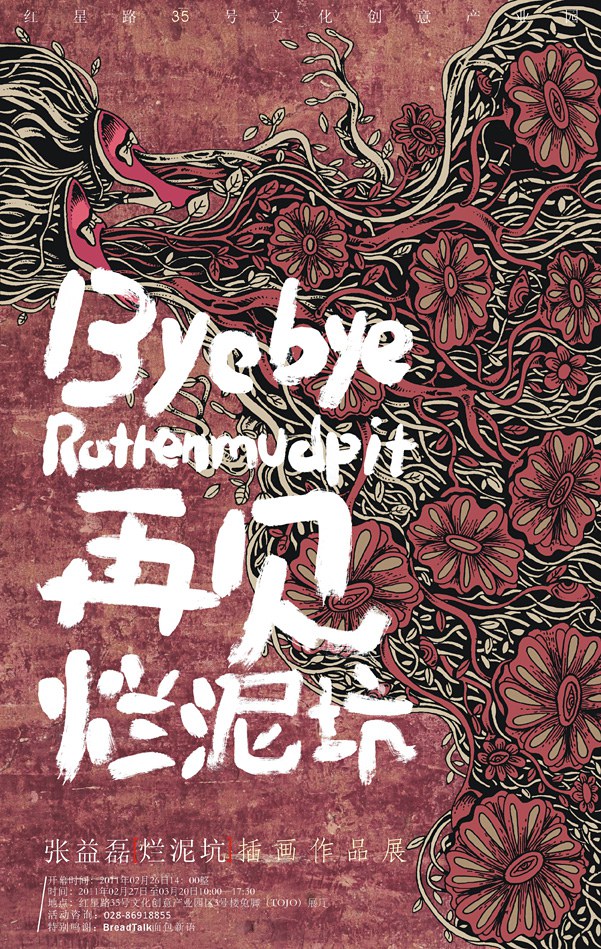 红星路35号文化创意产业园
Byebye
Rottenmudpit
再见
烂泥坑
张益磊 烂泥坑 插画作品展
开幕时间：2011年02月26日14：00整
时间：2011年02月27日至03月20日10:00—17:30
地点：红星路35号文化创意产业园区3号楼兔脚（TOJO）展厅
活动咨询：028-86918855
特别鸣谢：BreadTalk面包新语